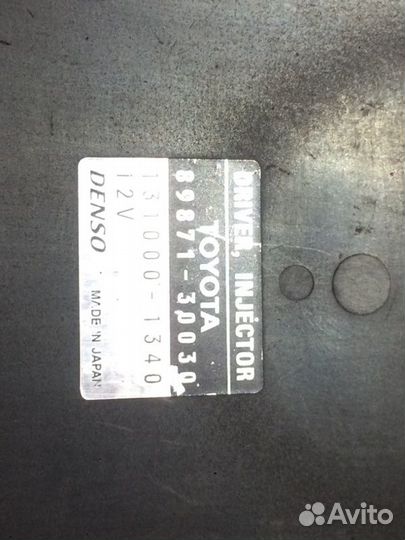 DRIVER, INJECTOR
TOYOTA
89871-30030
131000-1340
12V
DENSO MADE IN JAPAN
Avito